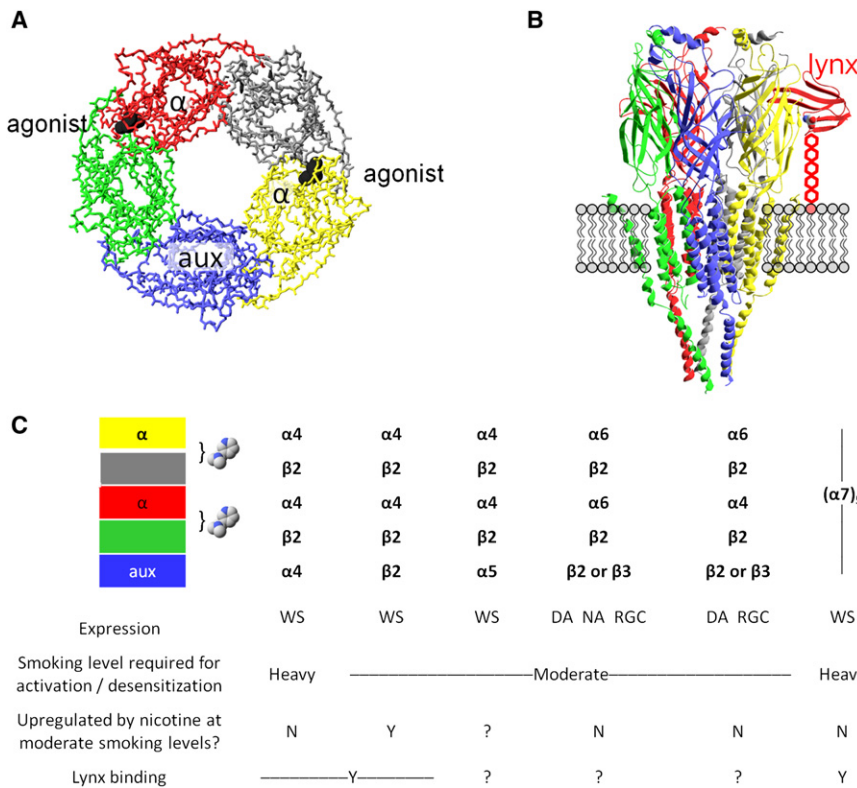 A
α
agonist
agonist
α
aux
B
lynx
C
α α4 α4 α4 α6 α6
β2 β2 β2 β2 β2
α α4 α4 α4 α6 α4 (α7)
β2 β2 β2 β2 β2
aux α4 β2 α5 β2 or β3 β2 or β3
Expression WS WS WS DA NA RGC DA RGC WS
Smoking level required for
activation / desensitization Heavy Moderate Heav
Upregulated by nicotine at
moderate smoking levels? N Y ? N N N
Lynx binding Y ? ? ? Y